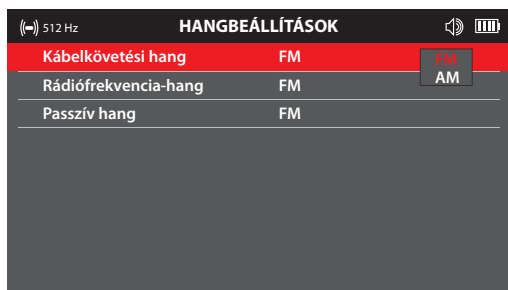 512 Hz HANGBEÁLLÍTÁSOK
Kábelkövetési hang FM FM
Rádiófrekvencia-hang FM AM
Passzív hang FM